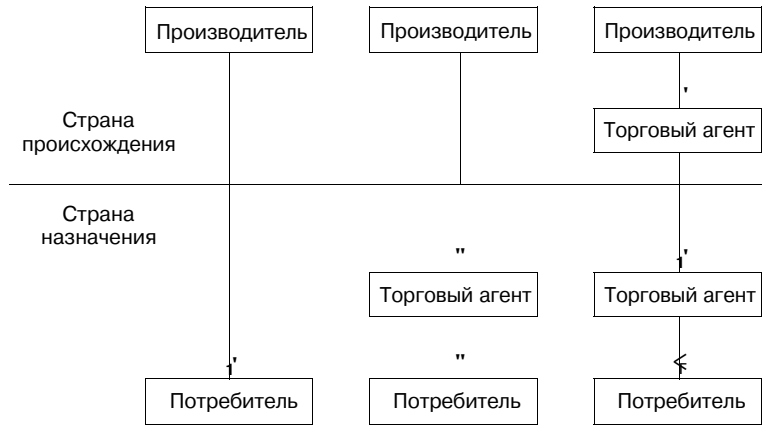 Производитель Производитель Производитель
Страна
происхождения
Торговый агент
Страна
назначения
Торговый агент Торговый агент
Потребитель Потребитель Потребитель